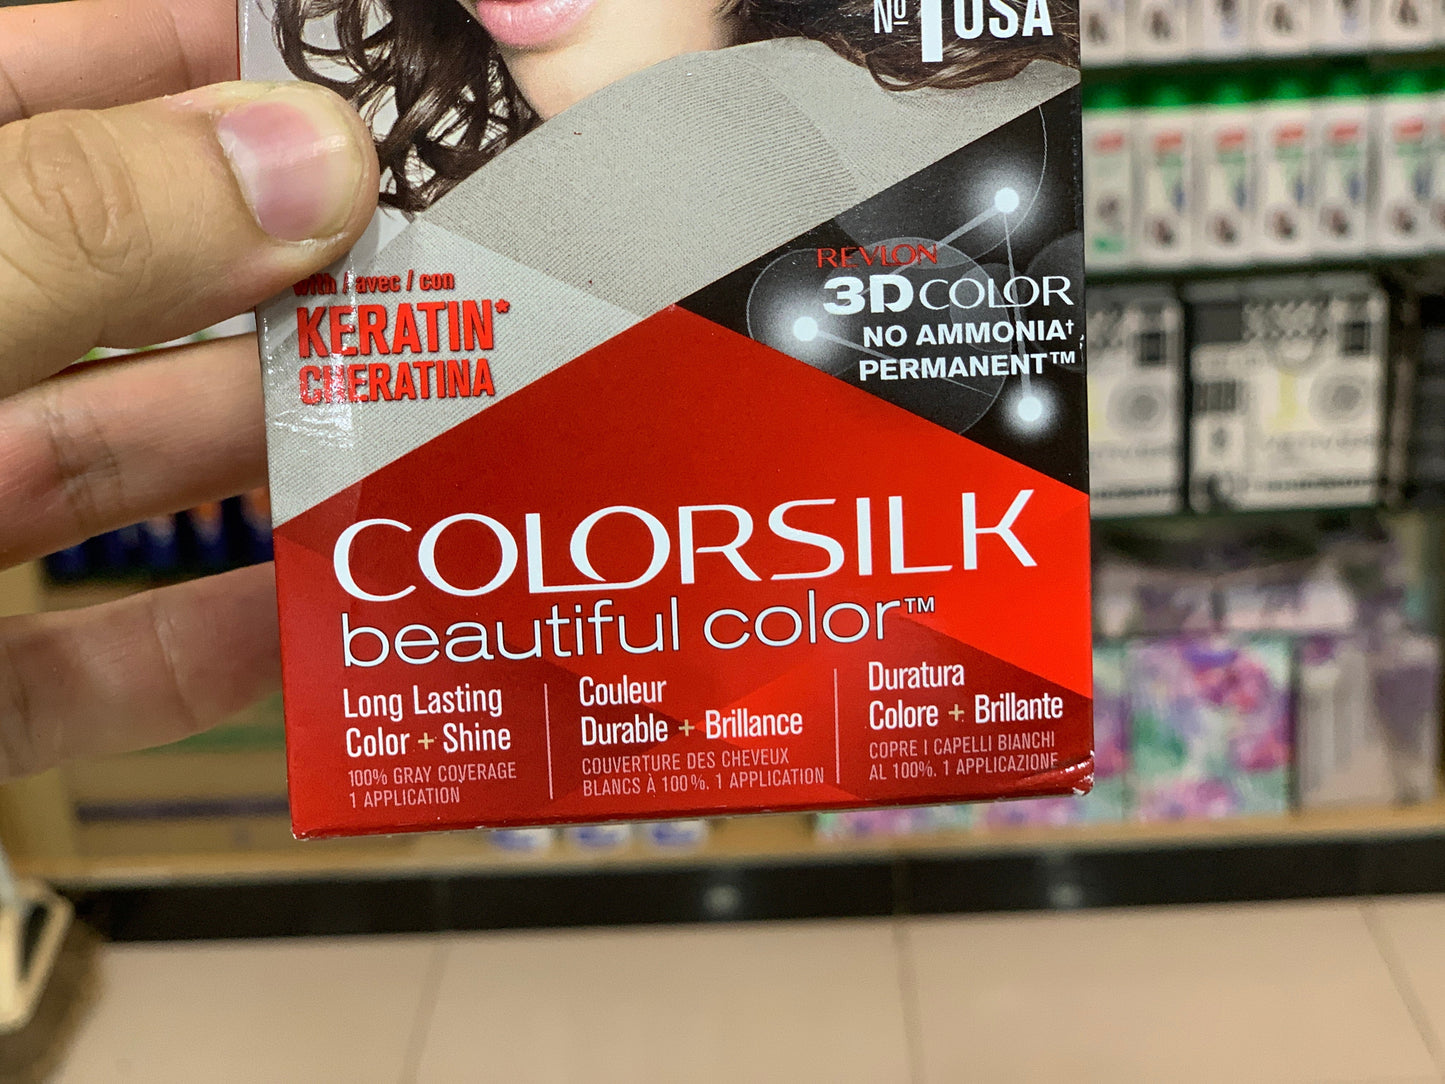 Nº 1 USA
with / avec / con
KERATIN*
CHERATINA
REVLON
3D COLOR
NO AMMONIA†
PERMANENT™
COLORSILK
beautiful color™
Long Lasting
Color + Shine
100% GRAY COVERAGE
1 APPLICATION
Couleur
Durable + Brillance
COUVERTURE DES CHEVEUX
BLANCS À 100%. 1 APPLICATION
Duratura
Colore + Brillante
COPRE I CAPELLI BIANCHI
AL 100%. 1 APPLICAZIONE